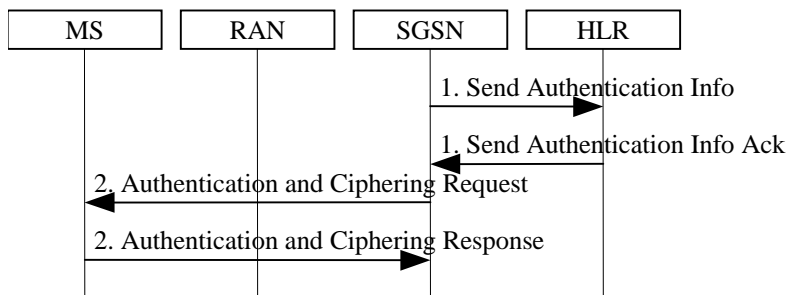 MS
RAN
SGSN
HLR
1. Send Authentication Info
1. Send Authentication Info Ack
2. Authentication and Ciphering Request
2. Authentication and Ciphering Response